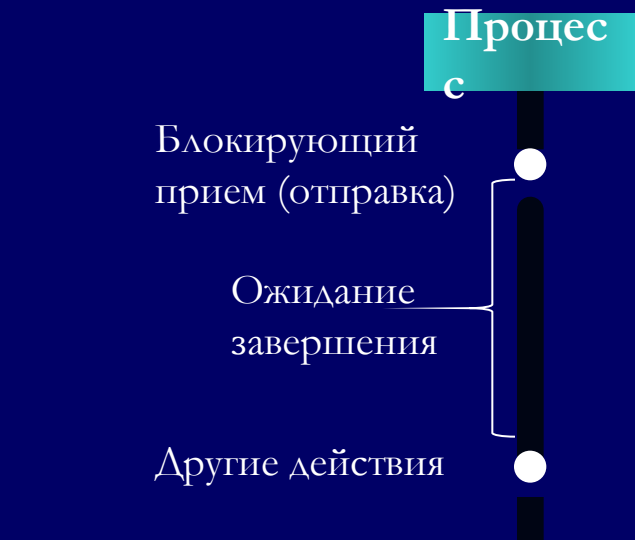 Процес
с
Блокирующий
прием (отправка)
Ожидание
завершения
Другие действия